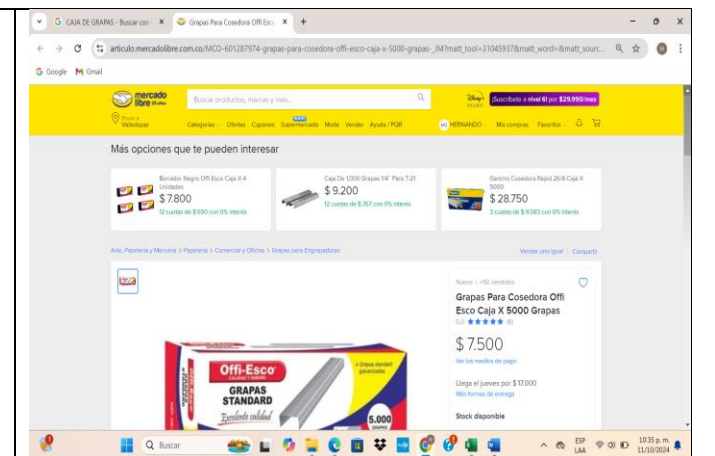 CAJA DE GRAPAS - Buscar con
Grapas Para Cosedora Offi Esco
articulo.mercadolibre.com.co/MCO-601287974-grapas-para-cosedora-offi-esco-caja-x-5000-grapas-_JM?matt_tool=31045937&matt_word=&matt_sourc...
Google Gmail
mercado libre
Buscar productos, marcas y más...
¡Suscríbete a nivel 6! por $29.990/mes
Valledupar
Categorías Ofertas Cupones Supermercado Moda Vender Ayuda / PQR
HERNANDO Mis compras Favoritos
Más opciones que te pueden interesar
Borrador Negro Off Esco Caja X 4 Unidades
$ 7.800
12 cuotas de $ 650 con 0% interés
Caja De 1,000 Grapas 1/4" Para T-21
$ 9.200
12 cuotas de $ 767 con 0% interés
Gancho Cosedora Rapid 26/6 Caja X 5000
$ 28.750
3 cuotas de $ 9.583 con 0% interés
Arte, Papelería y Mercería > Papelería > Comercial y Oficina > Grapas para Engrapadoras
Vender uno igual | Compartir
Nuevo | +50 vendidos
Grapas Para Cosedora Offi
Esco Caja X 5000 Grapas
5.0
$ 7.500
Ver los medios de pago
Llega el jueves por $ 17.000
Más formas de entrega
Stock disponible
Offi-Esco
CALIDAD Y DISEÑO
GRAPAS
STANDARD
Excelente calidad
5.000
Buscar
ESP
LAA
10:35 p. m.
11/10/2024